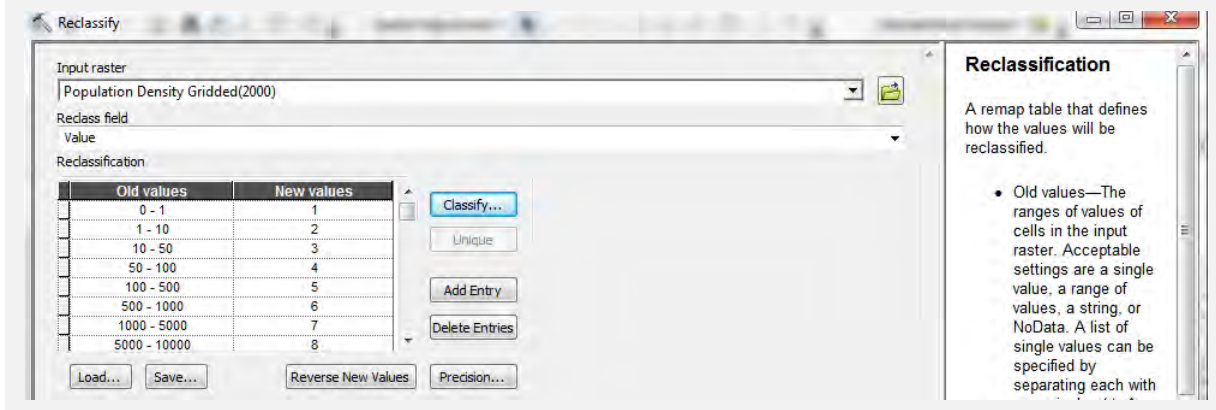 Reclassify
Input raster
Population Density Gridded(2000)
Reclass field
Value
Reclassification
Old values New values
0 - 1 1
1 - 10 2
10 - 50 3
50 - 100 4
100 - 500 5
500 - 1000 6
1000 - 5000 7
5000 - 10000 8
Classify...
Unique
Add Entry
Delete Entries
Load... Save... Reverse New Values Precision...
Reclassification
A remap table that defines
how the values will be
reclassified.
• Old values—The
ranges of values of
cells in the input
raster. Acceptable
settings are a single
value, a range of
values, a string, or
NoData. A list of
single values can be
specified by
separating each with